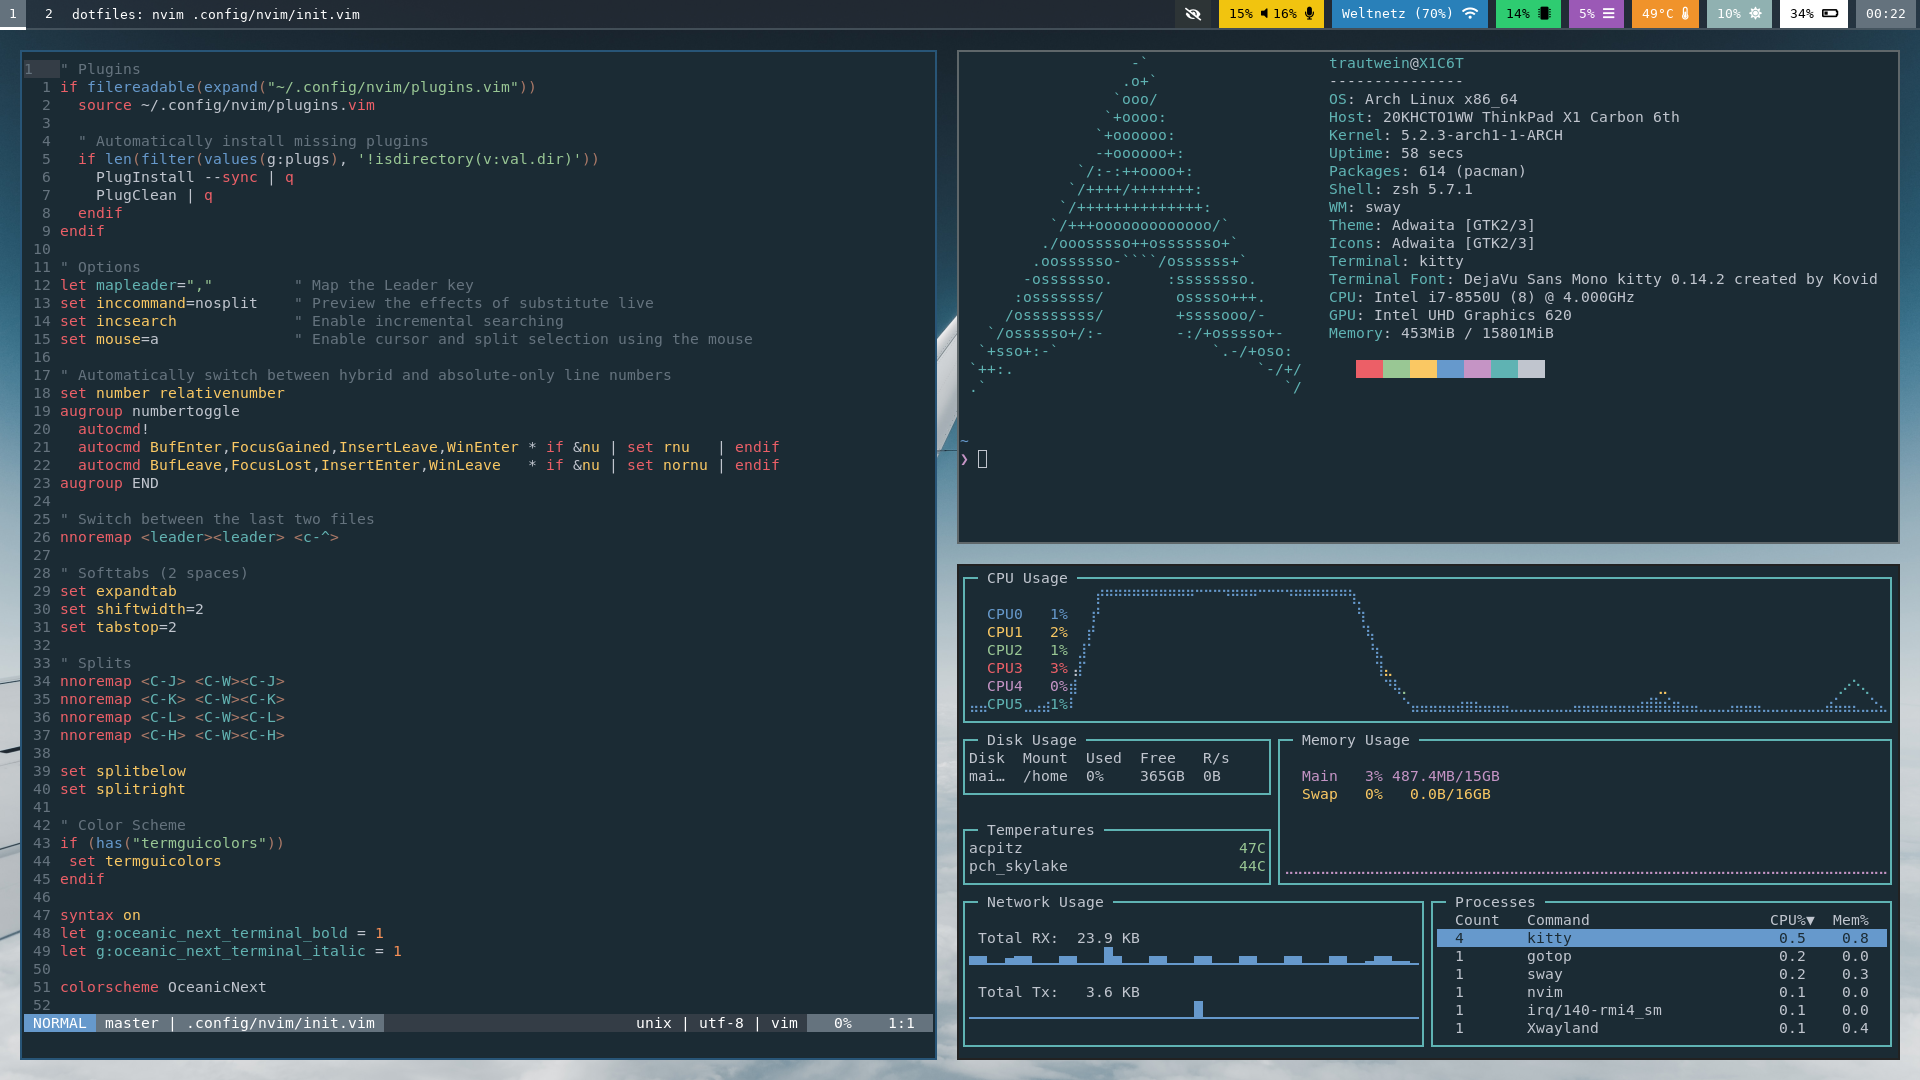 1 2 dotfiles: nvim .config/nvim/init.vim 15% 16% Weltnetz (70%) 14% 5% 49°C 10% 34% 00:22
1 " Plugins
1 if filereadable(expand("~/.config/nvim/plugins.vim"))
2 source ~/.config/nvim/plugins.vim
3
4 " Automatically install missing plugins
5 if len(filter(values(g:plugs), '!isdirectory(v:val.dir)'))
6 PlugInstall --sync | q
7 PlugClean | q
8 endif
9 endif
10
11 " Options
12 let mapleader="," " Map the Leader key
13 set inccommand=nosplit " Preview the effects of substitute live
14 set incsearch " Enable incremental searching
15 set mouse=a " Enable cursor and split selection using the mouse
16
17 " Automatically switch between hybrid and absolute-only line numbers
18 set number relativenumber
19 augroup numbertoggle
20 autocmd!
21 autocmd BufEnter,FocusGained,InsertLeave,WinEnter * if &nu | set rnu | endif
22 autocmd BufLeave,FocusLost,InsertEnter,WinLeave * if &nu | set nornu | endif
23 augroup END
24
25 " Switch between the last two files
26 nnoremap <leader><leader> <c-^>
27
28 " Softtabs (2 spaces)
29 set expandtab
30 set shiftwidth=2
31 set tabstop=2
32
33 " Splits
34 nnoremap <C-J> <C-W><C-J>
35 nnoremap <C-K> <C-W><C-K>
36 nnoremap <C-L> <C-W><C-L>
37 nnoremap <C-H> <C-W><C-H>
38
39 set splitbelow
40 set splitright
41
42 " Color Scheme
43 if (has("termguicolors"))
44 set termguicolors
45 endif
46
47 syntax on
48 let g:oceanic_next_terminal_bold = 1
49 let g:oceanic_next_terminal_italic = 1
50
51 colorscheme OceanicNext
52
NORMAL master | .config/nvim/init.vim unix | utf-8 | vim 0% 1:1
-` trautwein@X1C6T
.o+` ---------------
`ooo/ OS: Arch Linux x86_64
`+oooo: Host: 20KHCTO1WW ThinkPad X1 Carbon 6th
`+oooooo: Kernel: 5.2.3-arch1-1-ARCH
-+oooooo+: Uptime: 58 secs
`/:-:++oooo+: Packages: 614 (pacman)
`/++++/+++++++: Shell: zsh 5.7.1
`/++++++++++++++: WM: sway
`/+++ooooooooooooo/` Theme: Adwaita [GTK2/3]
./ooosssso++osssssso+` Icons: Adwaita [GTK2/3]
.oossssso-````/ossssss+` Terminal: kitty
-osssssso. :ssssssso. Terminal Font: DejaVu Sans Mono kitty 0.14.2 created by Kovid
:osssssss/ osssso+++. CPU: Intel i7-8550U (8) @ 4.000GHz
/ossssssss/ +ssssooo/- GPU: Intel UHD Graphics 620
`/ossssso+/:- -:/+osssso+- Memory: 453MiB / 15801MiB
`+sso+:-` `.-/+oso:
`++:. `-/+/
.` `/
~
❯
CPU Usage
CPU0 1%
CPU1 2%
CPU2 1%
CPU3 3%
CPU4 0%
CPU5 1%
Disk Usage
Disk Mount Used Free R/s
mai… /home 0% 365GB 0B
Memory Usage
Main 3% 487.4MB/15GB
Swap 0% 0.0B/16GB
Temperatures
acpitz 47C
pch_skylake 44C
Network Usage
Total RX: 23.9 KB
Total Tx: 3.6 KB
Processes
Count Command CPU%▼ Mem%
4 kitty 0.5 0.8
1 gotop 0.2 0.0
1 sway 0.2 0.3
1 nvim 0.1 0.0
1 irq/140-rmi4_sm 0.1 0.0
1 Xwayland 0.1 0.4